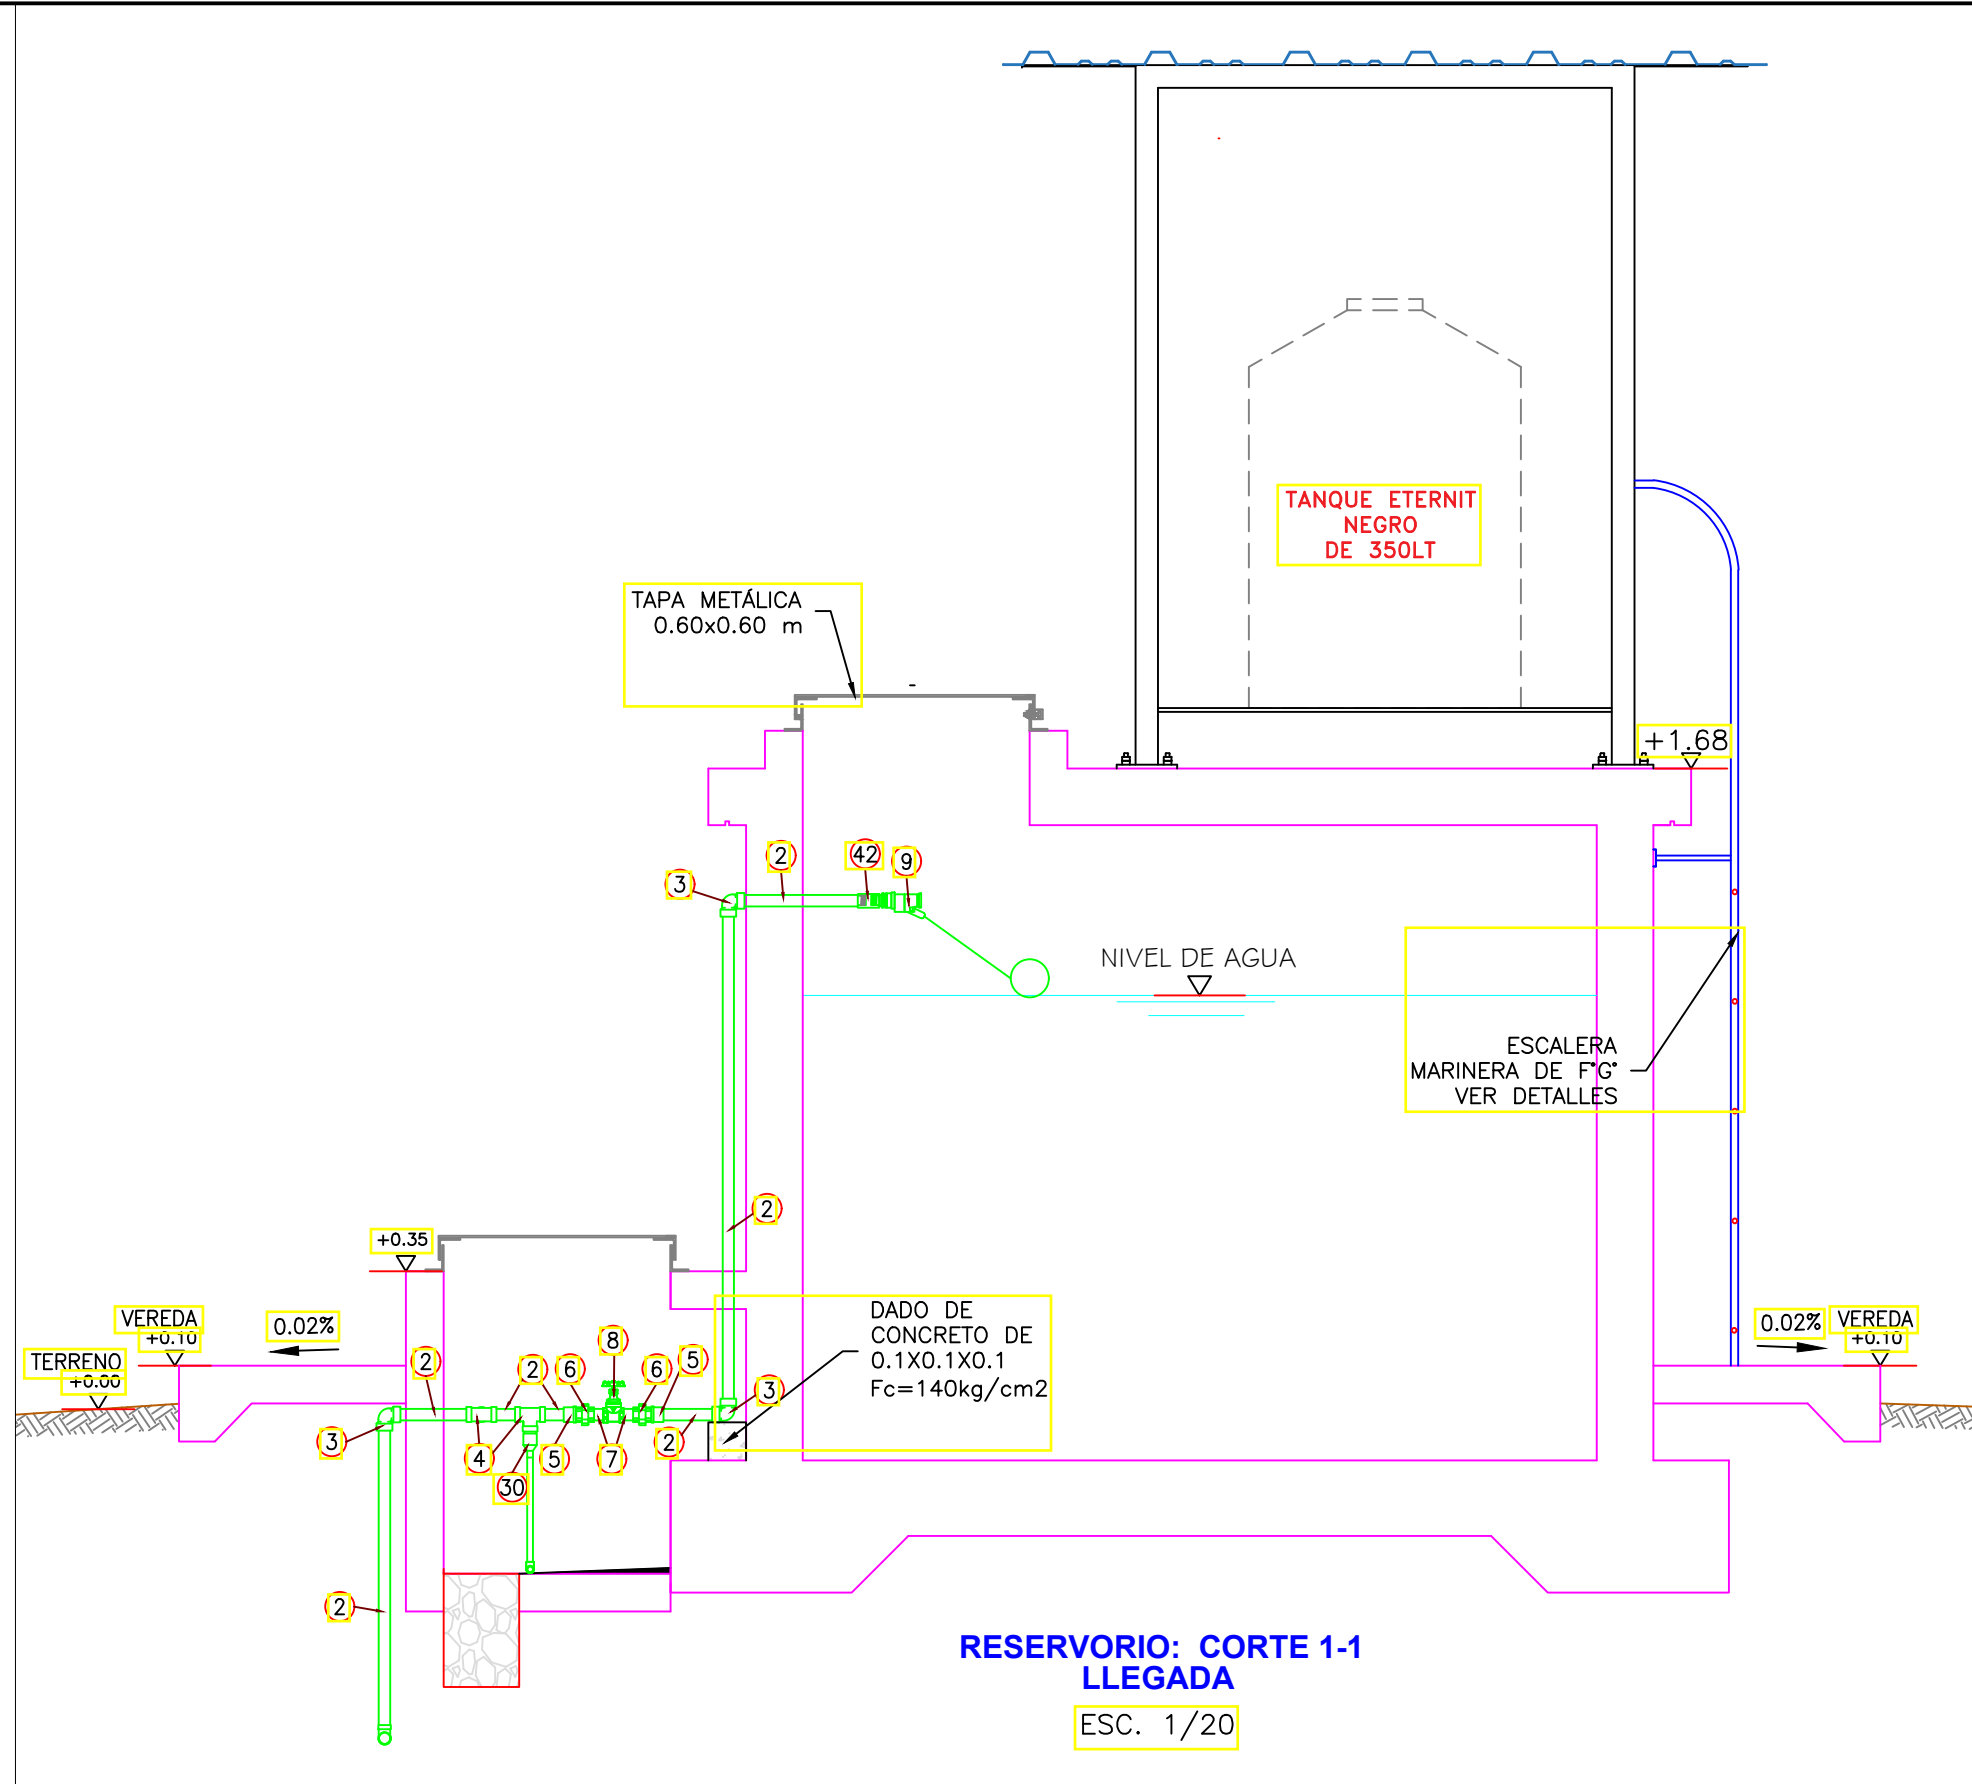 TANQUE ETERNIT
NEGRO
DE 350LT
TAPA METÁLICA
0.60x0.60 m
+1.68
2
42
9
3
NIVEL DE AGUA
ESCALERA
MARINERA DE F°G°
VER DETALLES
2
+0.35
VEREDA
+0.10
0.02%
TERRENO
+0.00
DADO DE
CONCRETO DE
0.1X0.1X0.1
Fc=140kg/cm2
0.02%
VEREDA
+0.10
2
2
6
8
6
5
3
3
4
30
5
7
2
2
RESERVORIO: CORTE 1-1
LLEGADA
ESC. 1/20